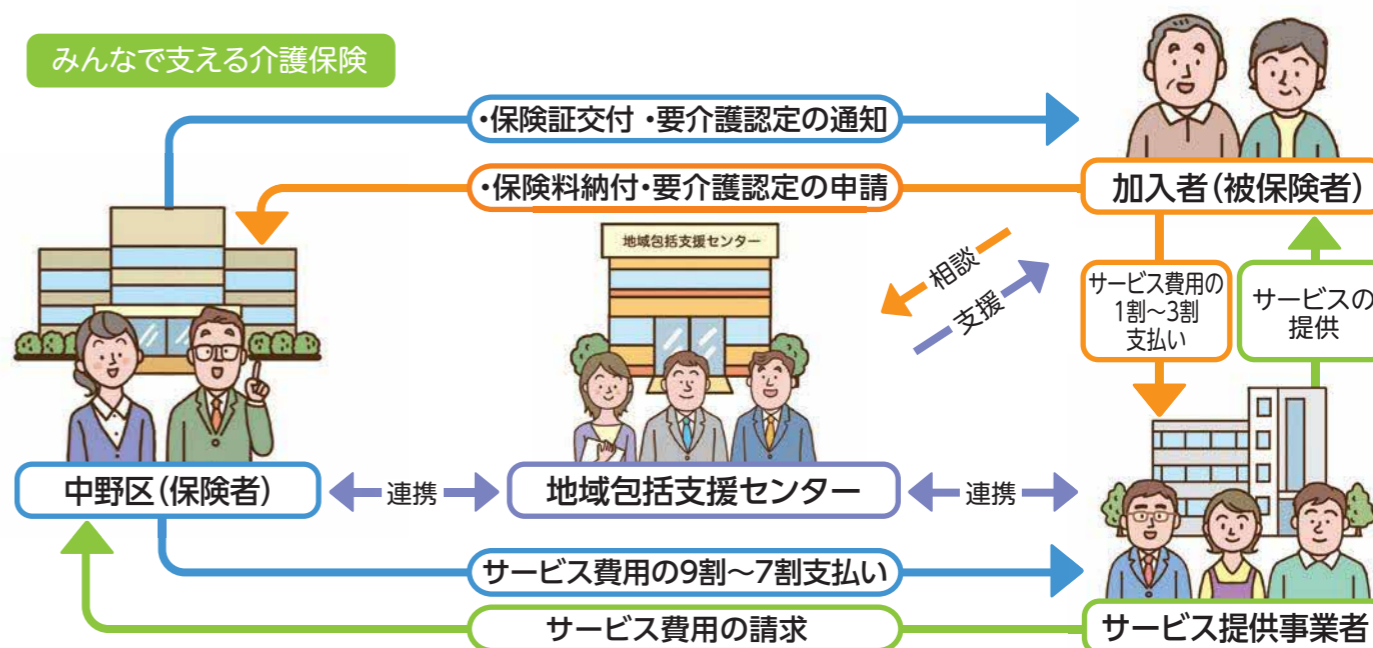 みんなで支える介護保険
・保険証交付 ・要介護認定の通知
・保険料納付・要介護認定の申請
加入者(被保険者)
地域包括支援センター
相談
支援
サービス費用の
1割〜3割
支払い
サービスの
提供
中野区(保険者)
連携
地域包括支援センター
連携
サービス費用の9割〜7割支払い
サービス費用の請求
サービス提供事業者